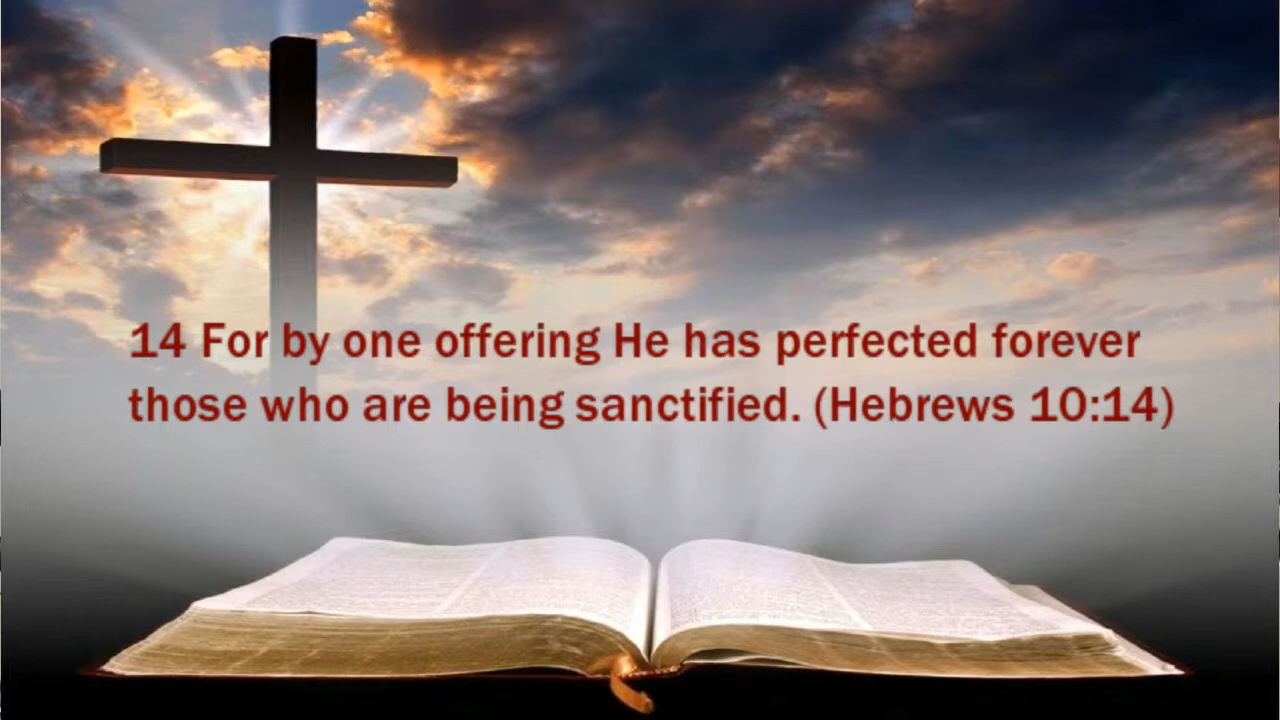 14 For by one offering He has perfected forever
those who are being sanctified. (Hebrews 10:14)